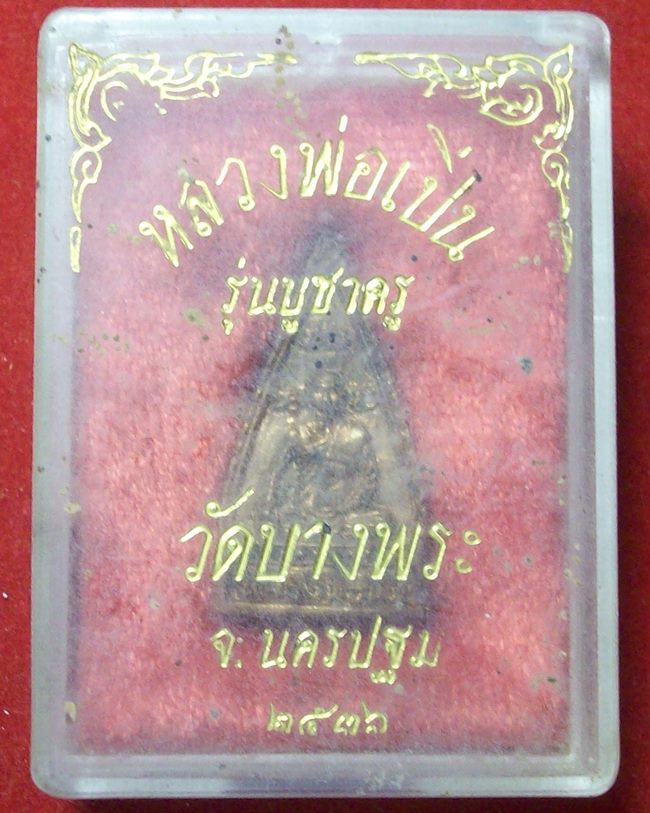 หลวงพ่อเปิ่น
รุ่นบูชาครู
วัดบางพระ
จ. นครปฐม
๒๕๓๖